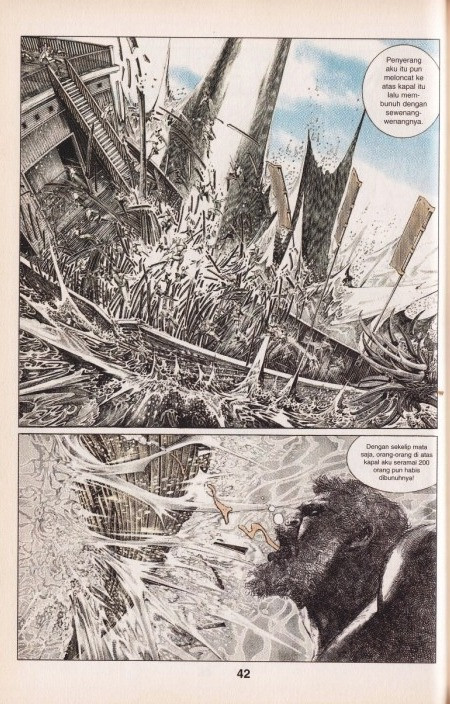 Penyerang
aku itu pun
meloncat ke
atas kapal itu
lalu mem-
bunuh dengan
sewenang-
wenangnya.
Dengan sekelip mata
saja, orang-orang di atas
kapal aku seramai 200
orang pun habis
dibunuhnya!
42